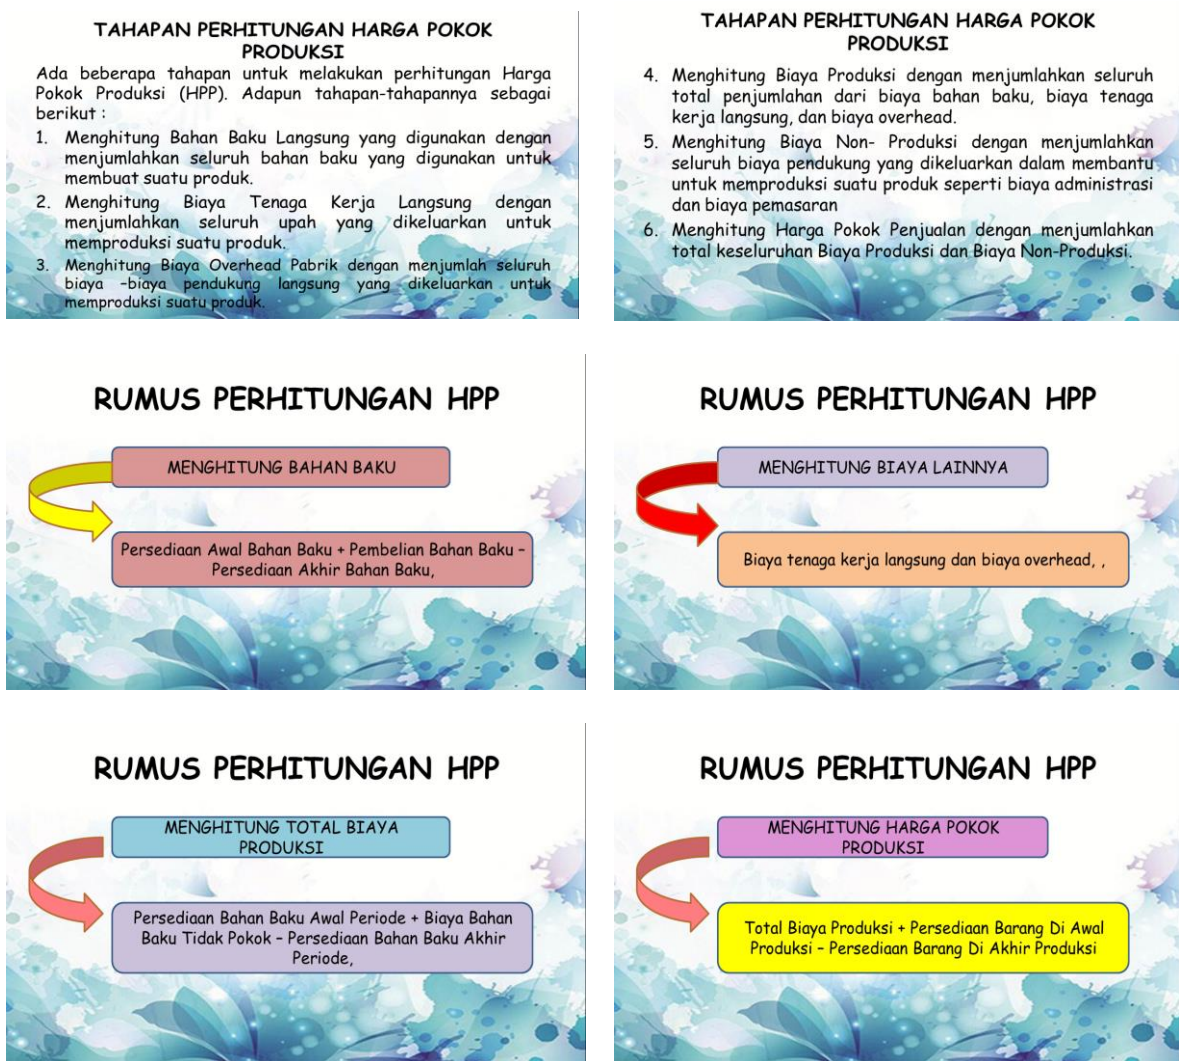 TAHAPAN PERHITUNGAN HARGA POKOK
PRODUKSI
Ada beberapa tahapan untuk melakukan perhitungan Harga
Pokok Produksi (HPP). Adapun tahapan-tahapannya sebagai
berikut :
1. Menghitung Bahan Baku Langsung yang digunakan dengan
menjumlahkan seluruh bahan baku yang digunakan untuk
membuat suatu produk.
2. Menghitung Biaya Tenaga Kerja Langsung dengan
menjumlahkan seluruh upah yang dikeluarkan untuk
memproduksi suatu produk.
3. Menghitung Biaya Overhead Pabrik dengan menjumlah seluruh
biaya –biaya pendukung langsung yang dikeluarkan untuk
memproduksi suatu produk.
TAHAPAN PERHITUNGAN HARGA POKOK
PRODUKSI
4. Menghitung Biaya Produksi dengan menjumlahkan seluruh
total penjumlahan dari biaya bahan baku, biaya tenaga
kerja langsung, dan biaya overhead.
5. Menghitung Biaya Non- Produksi dengan menjumlahkan
seluruh biaya pendukung yang dikeluarkan dalam membantu
untuk memproduksi suatu produk seperti biaya administrasi
dan biaya pemasaran
6. Menghitung Harga Pokok Penjualan dengan menjumlahkan
total keseluruhan Biaya Produksi dan Biaya Non-Produksi.
RUMUS PERHITUNGAN HPP
MENGHITUNG BAHAN BAKU
Persediaan Awal Bahan Baku + Pembelian Bahan Baku –
Persediaan Akhir Bahan Baku,
RUMUS PERHITUNGAN HPP
MENGHITUNG BIAYA LAINNYA
Biaya tenaga kerja langsung dan biaya overhead, ,
RUMUS PERHITUNGAN HPP
MENGHITUNG TOTAL BIAYA
PRODUKSI
Persediaan Bahan Baku Awal Periode + Biaya Bahan
Baku Tidak Pokok – Persediaan Bahan Baku Akhir
Periode,
RUMUS PERHITUNGAN HPP
MENGHITUNG HARGA POKOK
PRODUKSI
Total Biaya Produksi + Persediaan Barang Di Awal
Produksi – Persediaan Barang Di Akhir Produksi